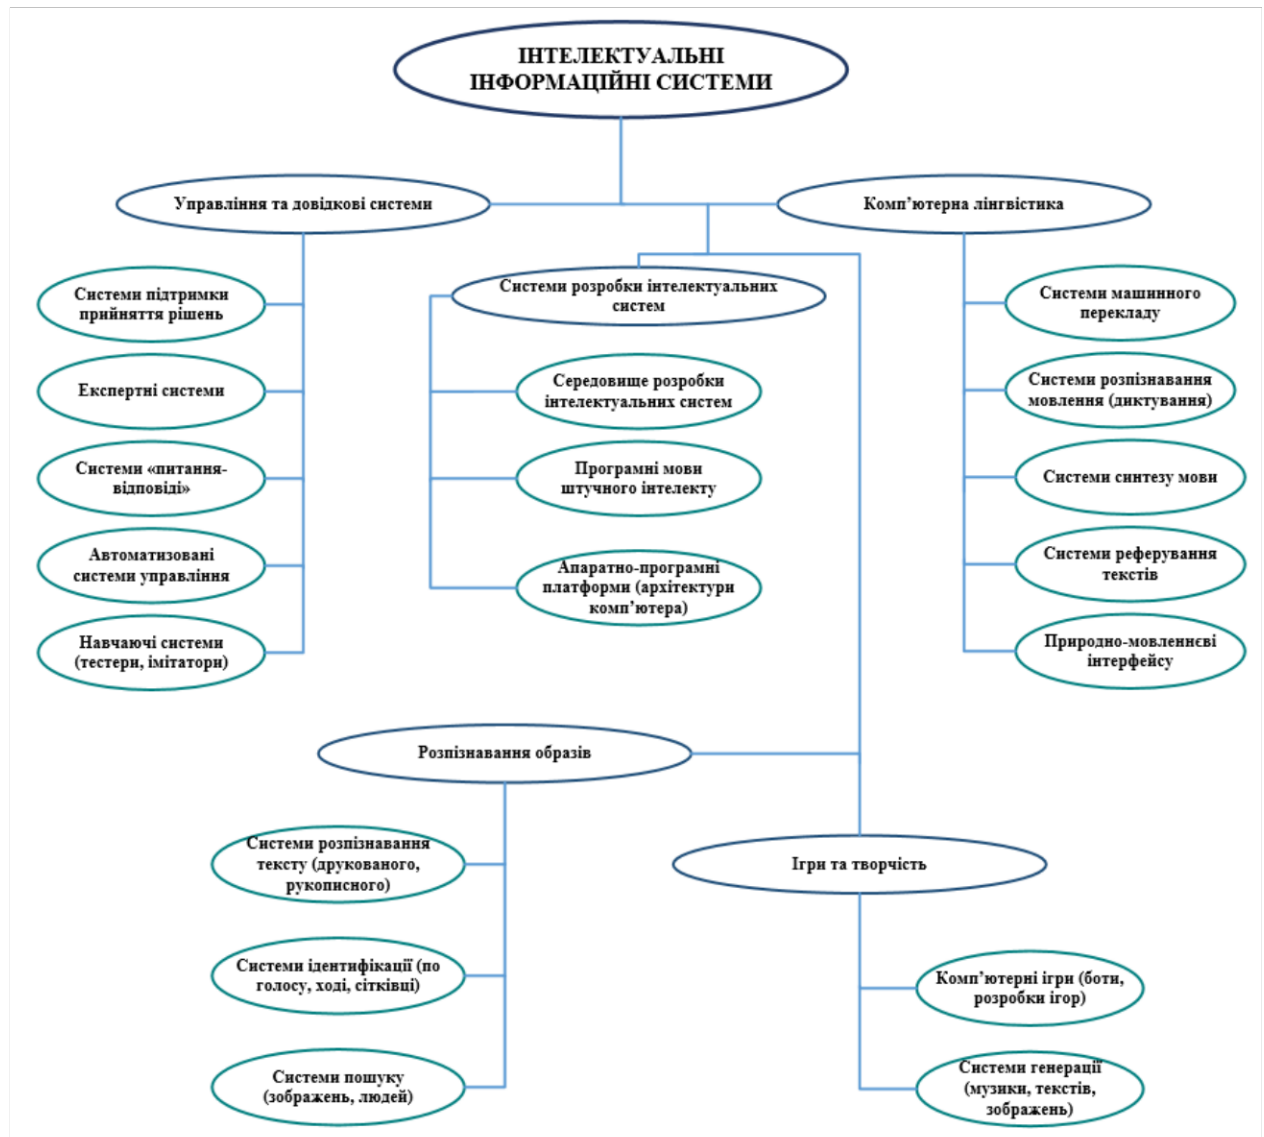 ІНТЕЛЕКТУАЛЬНІ
ІНФОРМАЦІЙНІ СИСТЕМИ
Управління та довідкові системи
Системи підтримки
прийняття рішень
Експертні системи
Системи «питання-
відповіді»
Автоматизовані
системи управління
Навчаючі системи
(тестери, імітатори)
Системи розробки інтелектуальних
систем
Середовище розробки
інтелектуальних систем
Програмні мови
штучного інтелекту
Апаратно-програмні
платформи (архітектури
комп’ютера)
Комп’ютерна лінгвістика
Системи машинного
перекладу
Системи розпізнавання
мовлення (диктування)
Системи синтезу мови
Системи реферування
текстів
Природно-мовленнєві
інтерфейсу
Розпізнавання образів
Системи розпізнавання
тексту (друкованого,
рукописного)
Системи ідентифікації (по
голосу, ході, сітківці)
Системи пошуку
(зображень, людей)
Ігри та творчість
Комп’ютерні ігри (боти,
розробки ігор)
Системи генерації
(музики, текстів,
зображень)